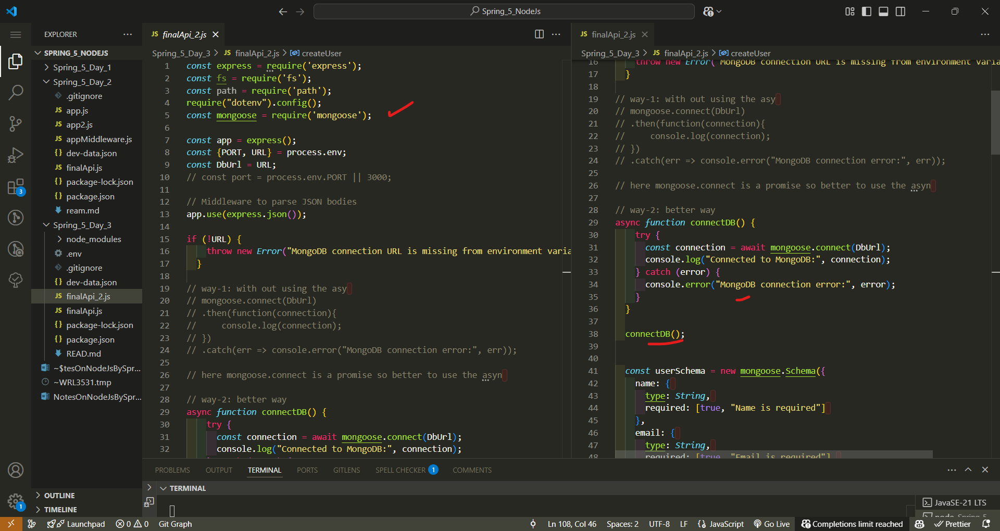 Spring_5_NodeJs
EXPLORER
SPRING_5_NODEJS
Spring_5_Day_1
Spring_5_Day_2
.gitignore
JS app.js
JS app2.js
JS appMiddleware.js
{} dev-data.json
JS finalApi.js
{} package-lock.json
{} package.json
ream.md
Spring_5_Day_3
node_modules
.env
.gitignore
{} dev-data.json
JS finalApi_2.js
JS finalApi.js
{} package-lock.json
{} package.json
READ.md
~$tesOnNodeJsBySpr...
~WRL3531.tmp
NotesOnNodeJsBySpr...
OUTLINE
TIMELINE
3
1
JS finalApi_2.js
Spring_5_Day_3 > JS finalApi_2.js > createUser
1 const express = require('express');
2 const fs = require('fs');
3 const path = require('path');
4 require("dotenv").config();
5 const mongoose = require('mongoose');
6
7 const app = express();
8 const {PORT, URL} = process.env;
9 const DbUrl = URL;
10 // const port = process.env.PORT || 3000;
11
12 // Middleware to parse JSON bodies
13 app.use(express.json());
14
15 if (!URL) {
16 throw new Error("MongoDB connection URL is missing from environment varia
17 }
18
19 // way-1: with out using the asy
20 // mongoose.connect(DbUrl)
21 // .then(function(connection){
22 // console.log(connection);
23 // })
24 // .catch(err => console.error("MongoDB connection error:", err));
25
26 // here mongoose.connect is a promise so better to use the asyn
27
28 // way-2: better way
29 async function connectDB() {
30 try {
31 const connection = await mongoose.connect(DbUrl);
32 console.log("Connected to MongoDB:", connection);
JS finalApi_2.js
Spring_5_Day_3 > JS finalApi_2.js > createUser
16 throw new Error("MongoDB connection URL is missing from environment varia
17 }
18
19 // way-1: with out using the asy
20 // mongoose.connect(DbUrl)
21 // .then(function(connection){
22 // console.log(connection);
23 // })
24 // .catch(err => console.error("MongoDB connection error:", err));
25
26 // here mongoose.connect is a promise so better to use the asyn
27
28 // way-2: better way
29 async function connectDB() {
30 try {
31 const connection = await mongoose.connect(DbUrl);
32 console.log("Connected to MongoDB:", connection);
33 } catch (error) {
34 console.error("MongoDB connection error:", error);
35 }
36 }
37
38 connectDB();
39
40
41 const userSchema = new mongoose.Schema({
42 name: {
43 type: String,
44 required: [true, "Name is required"]
45 },
46 email: {
47 type: String,
48 required: [true, "Email is required"]
PROBLEMS OUTPUT TERMINAL PORTS GITLENS SPELL CHECKER 1 COMMENTS
TERMINAL
JavaSE-21 LTS
node Spring_5
Launchpad 0 0 Git Graph Ln 108, Col 46 Spaces: 2 UTF-8 LF {} JavaScript Go Live Completions limit reached Prettier